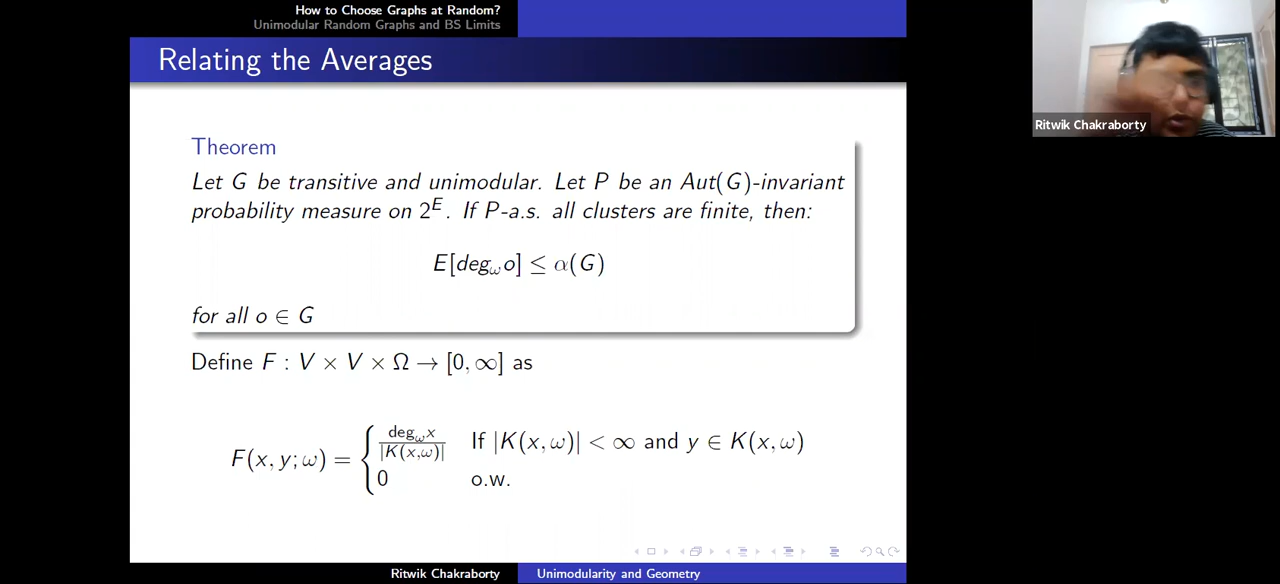 How to Choose Graphs at Random?
Unimodular Random Graphs and BS Limits
Relating the Averages
Theorem
Let G be transitive and unimodular. Let P be an Aut(G)-invariant
probability measure on 2^E. If P-a.s. all clusters are finite, then:
E[deg_ω o] ≤ α(G)
for all o ∈ G
Define F : V × V × Ω → [0, ∞] as
F(x, y; ω) = { deg_ω x / |K(x,ω)| If |K(x, ω)| < ∞ and y ∈ K(x, ω)
0 o.w.
Ritwik Chakraborty
Unimodularity and Geometry
Ritwik Chakraborty